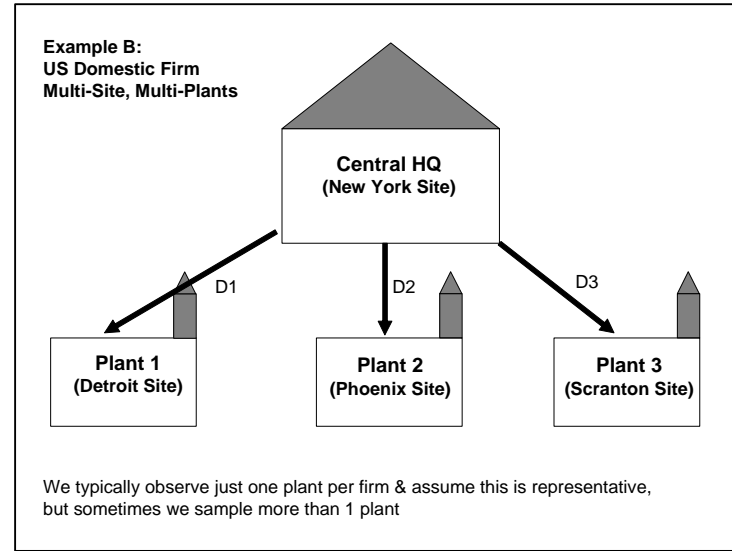 Example B:
US Domestic Firm
Multi-Site, Multi-Plants
Central HQ
(New York Site)
D1
D2
D3
Plant 1
(Detroit Site)
Plant 2
(Phoenix Site)
Plant 3
(Scranton Site)
We typically observe just one plant per firm & assume this is representative,
but sometimes we sample more than 1 plant